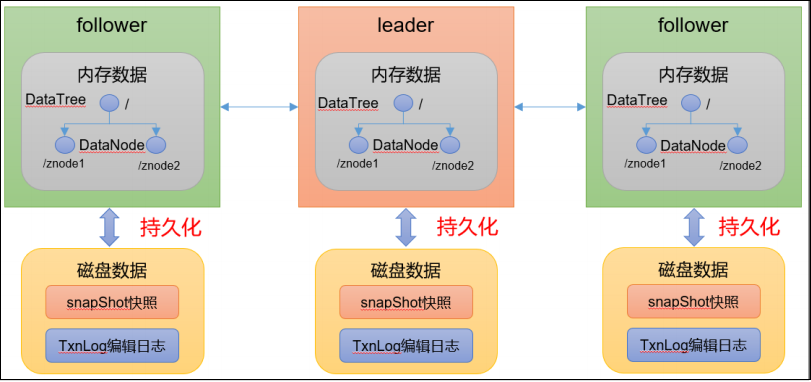 follower
内存数据
DataTree
/
DataNode
/znode1
/znode2
持久化
磁盘数据
snapShot快照
TxnLog编辑日志
leader
内存数据
DataTree
/
DataNode
/znode1
/znode2
持久化
磁盘数据
snapShot快照
TxnLog编辑日志
follower
内存数据
DataTree
/
DataNode
/znode1
/znode2
持久化
磁盘数据
snapShot快照
TxnLog编辑日志